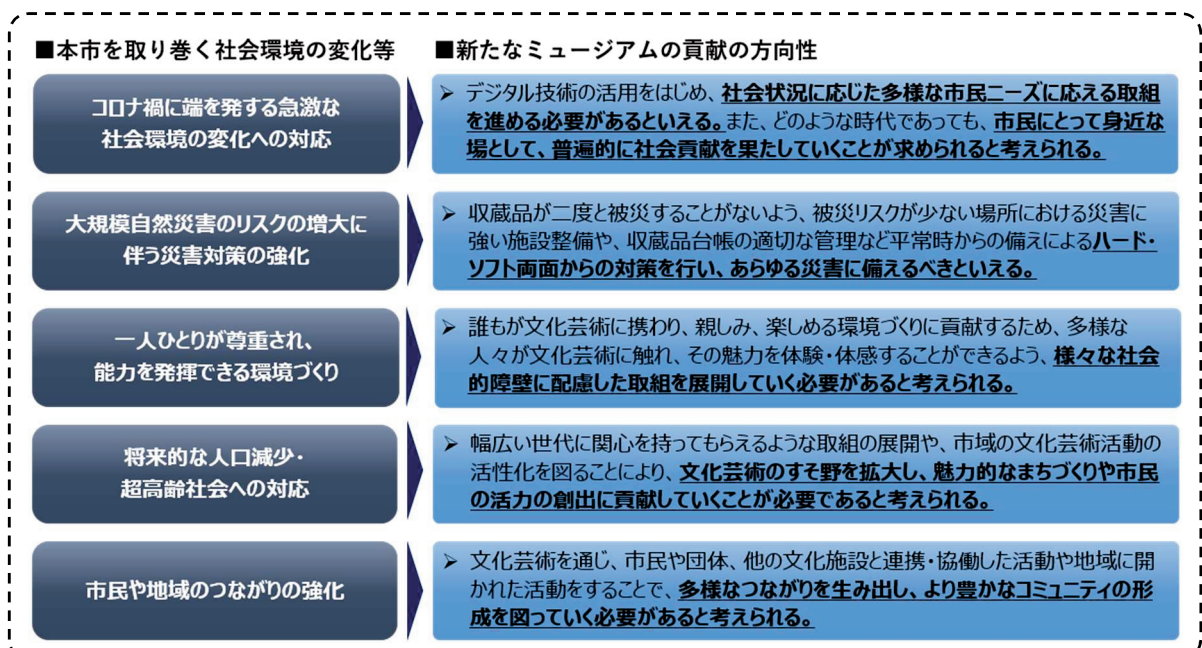 ■本市を取り巻く社会環境の変化等
■新たなミュージアムの貢献の方向性
コロナ禍に端を発する急激な
社会環境の変化への対応
➢ デジタル技術の活用をはじめ、社会状況に応じた多様な市民ニーズに応える取組
を進める必要があるといえる。また、どのような時代であっても、市民にとって身近な
場として、普遍的に社会貢献を果たしていくことが求められると考えられる。
大規模自然災害のリスクの増大に
伴う災害対策の強化
➢ 収蔵品が二度と被災することがないよう、被災リスクが少ない場所における災害に
強い施設整備や、収蔵品台帳の適切な管理など平常時からの備えによるハード・
ソフト両面からの対策を行い、あらゆる災害に備えるべきといえる。
一人ひとりが尊重され、
能力を発揮できる環境づくり
➢ 誰もが文化芸術に携わり、親しみ、楽しめる環境づくりに貢献するため、多様な
人々が文化芸術に触れ、その魅力を体験・体感することができるよう、様々な社会
的障壁に配慮した取組を展開していく必要があると考えられる。
将来的な人口減少・
超高齢社会への対応
➢ 幅広い世代に関心を持ってもらえるような取組の展開や、市域の文化芸術活動の
活性化を図ることにより、文化芸術のすそ野を拡大し、魅力的なまちづくりや市民
の活力の創出に貢献していくことが必要であると考えられる。
市民や地域のつながりの強化
➢ 文化芸術を通じ、市民や団体、他の文化施設と連携・協働した活動や地域に開
かれた活動をすることで、多様なつながりを生み出し、より豊かなコミュニティの形
成を図っていく必要があると考えられる。